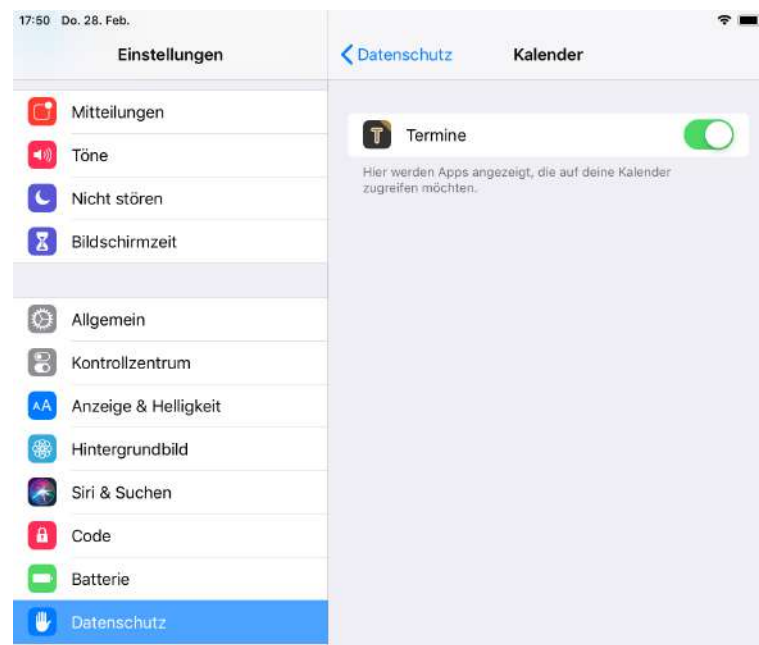 17:50 Do. 28. Feb.
Einstellungen
Mitteilungen
Töne
Nicht stören
Bildschirmzeit
Allgemein
Kontrollzentrum
AA Anzeige & Helligkeit
Hintergrundbild
Siri & Suchen
Code
Batterie
Datenschutz
Datenschutz Kalender
T Termine
Hier werden Apps angezeigt, die auf deine Kalender
zugreifen möchten.